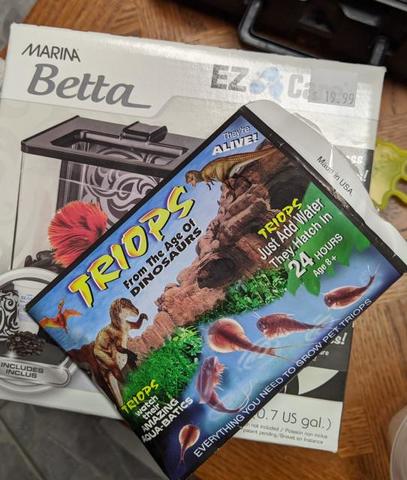 MARINA
Betta
EZ
19.99
They're
ALIVE!
Made in USA
TRIOPS
From The Age Of
DINOSAURS
TRIOPS
Just Add Water
They Hatch In
24 HOURS
Age 8+
TRIOPS
watch
their
AMAZING
AQUA-BATICS
EVERYTHING YOU NEED TO GROW PET TRIOPS
INCLUDES
INCLUS
0.7 US gal.)